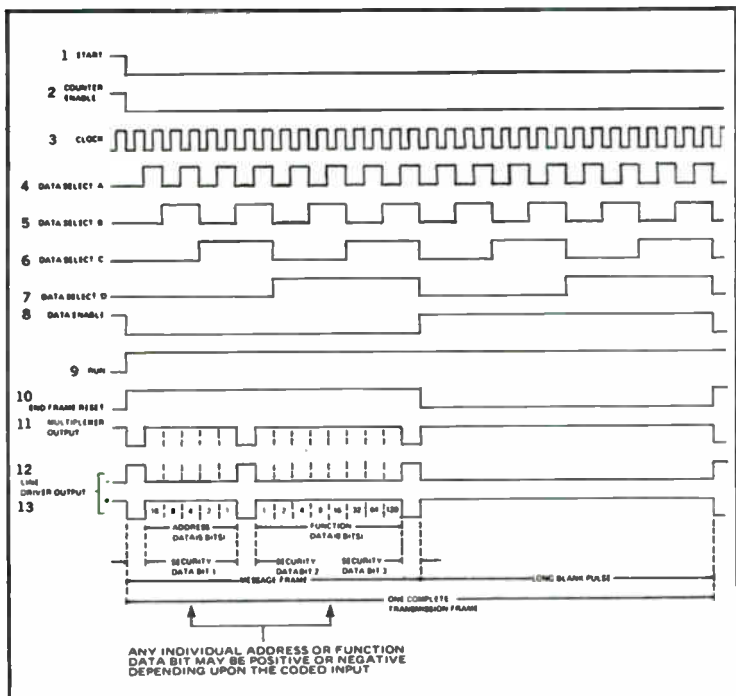 1 START
2 COUNTER ENABLE
3 CLOCK
4 DATA SELECT A
5 DATA SELECT B
6 DATA SELECT C
7 DATA SELECT D
8 DATA ENABLE
9 RUN
10 END FRAME RESET
11 MULTIPLEXER OUTPUT
12
LINE DRIVER OUTPUT
- 
+
13
16 8 4 2 1 1 2 4 8 16 32 64 128
ADDRESS DATA (5 BITS)
FUNCTION DATA (8 BITS)
SECURITY DATA BIT 1
SECURITY DATA BIT 2
SECURITY DATA BIT 3
MESSAGE FRAME
LONG BLANK PULSE
ONE COMPLETE TRANSMISSION FRAME
ANY INDIVIDUAL ADDRESS OR FUNCTION
DATA BIT MAY BE POSITIVE OR NEGATIVE
DEPENDING UPON THE CODED INPUT